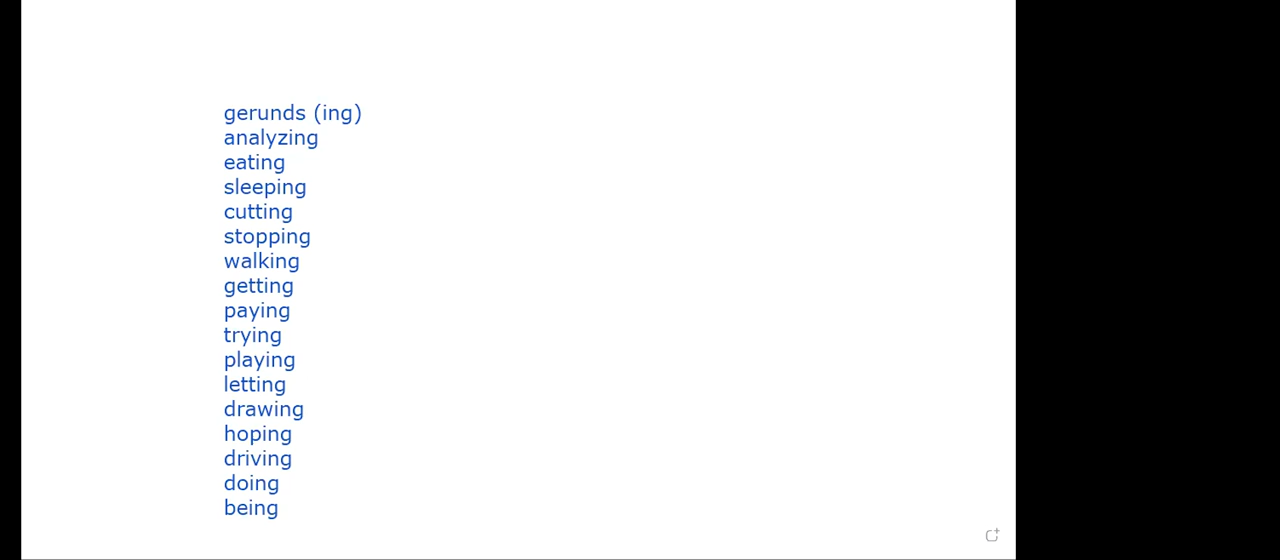 gerunds (ing)
analyzing
eating
sleeping
cutting
stopping
walking
getting
paying
trying
playing
letting
drawing
hoping
driving
doing
being